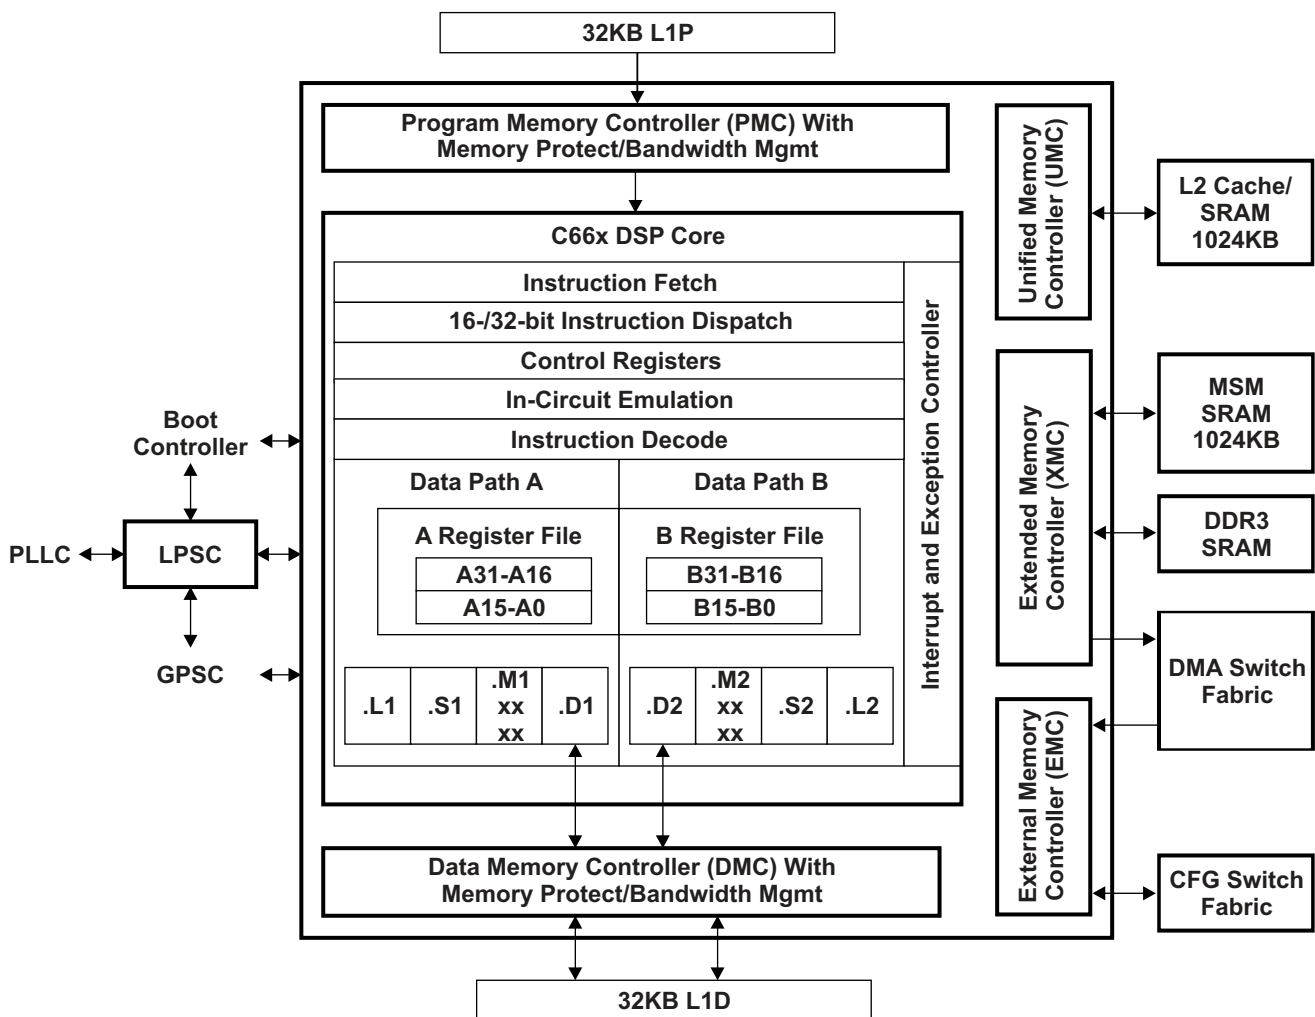 32KB L1P
Program Memory Controller (PMC) With
Memory Protect/Bandwidth Mgmt
C66x DSP Core
Instruction Fetch
16-/32-bit Instruction Dispatch
Control Registers
In-Circuit Emulation
Instruction Decode
Data Path A
Data Path B
A Register File
B Register File
A31-A16
A15-A0
B31-B16
B15-B0
.L1
.S1
.M1
xx
xx
.D1
.D2
.M2
xx
xx
.S2
.L2
Interrupt and Exception Controller
Data Memory Controller (DMC) With
Memory Protect/Bandwidth Mgmt
32KB L1D
Boot
Controller
PLLC
LPSC
GPSC
Unified Memory
Controller (UMC)
Extended Memory
Controller (XMC)
External Memory
Controller (EMC)
L2 Cache/
SRAM
1024KB
MSM
SRAM
1024KB
DDR3
SRAM
DMA Switch
Fabric
CFG Switch
Fabric